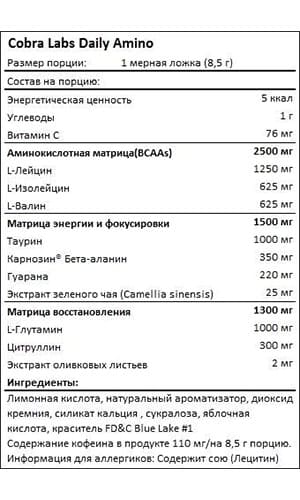 Cobra Labs Daily Amino
Размер порции: 1 мерная ложка (8,5 г)
Состав на порцию:
Энергетическая ценность 5 ккал
Углеводы 1 г
Витамин С 76 мг
Аминокислотная матрица(BCAAs) 2500 мг
L-Лейцин 1250 мг
L-Изолейцин 625 мг
L-Валин 625 мг
Матрица энергии и фокусировки 1500 мг
Таурин 1000 мг
Карнозин® Бета-аланин 350 мг
Гуарана 220 мг
Экстракт зеленого чая (Camellia sinensis) 25 мг
Матрица восстановления 1300 мг
L-Глутамин 1000 мг
Цитруллин 300 мг
Экстракт оливковых листьев 2 мг
Ингредиенты:
Лимонная кислота, натуральный ароматизатор, диоксид
кремния, силикат кальция , сукралоза, яблочная
кислота, краситель FD&C Blue Lake #1
Содержание кофеина в продукте 110 мг/на 8,5 г порцию.
Информация для аллергиков: Содержит сою (Лецитин)